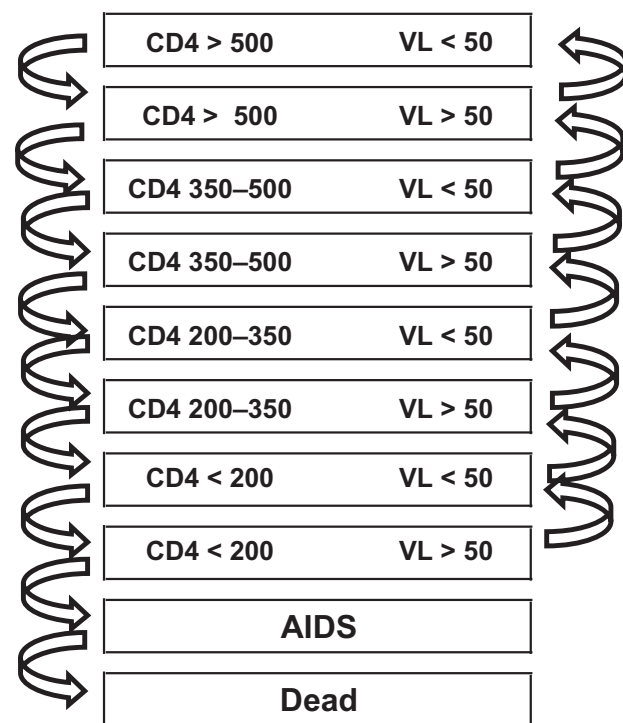 CD4 > 500 VL < 50
CD4 > 500 VL > 50
CD4 350–500 VL < 50
CD4 350–500 VL > 50
CD4 200–350 VL < 50
CD4 200–350 VL > 50
CD4 < 200 VL < 50
CD4 < 200 VL > 50
AIDS
Dead